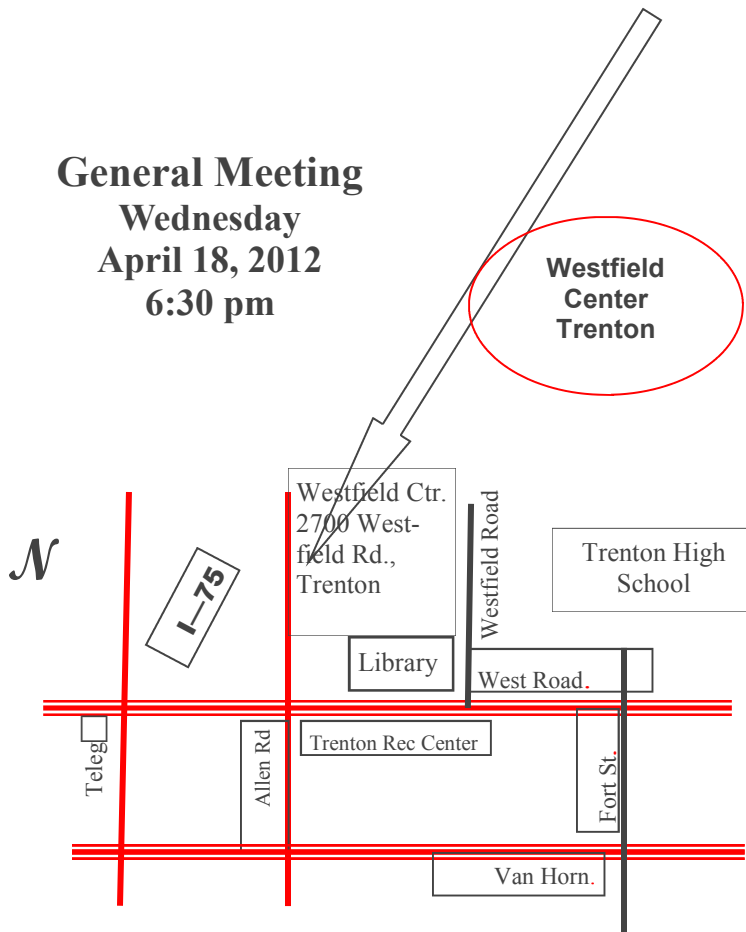 General Meeting
Wednesday
April 18, 2012
6:30 pm
Westfield
Center
Trenton
Westfield Ctr.
2700 West-
field Rd.,
Trenton
Westfield Road
Trenton High
School
N
I—75
Library
West Road.
Teleg
Allen Rd
Trenton Rec Center
Fort St.
Van Horn.